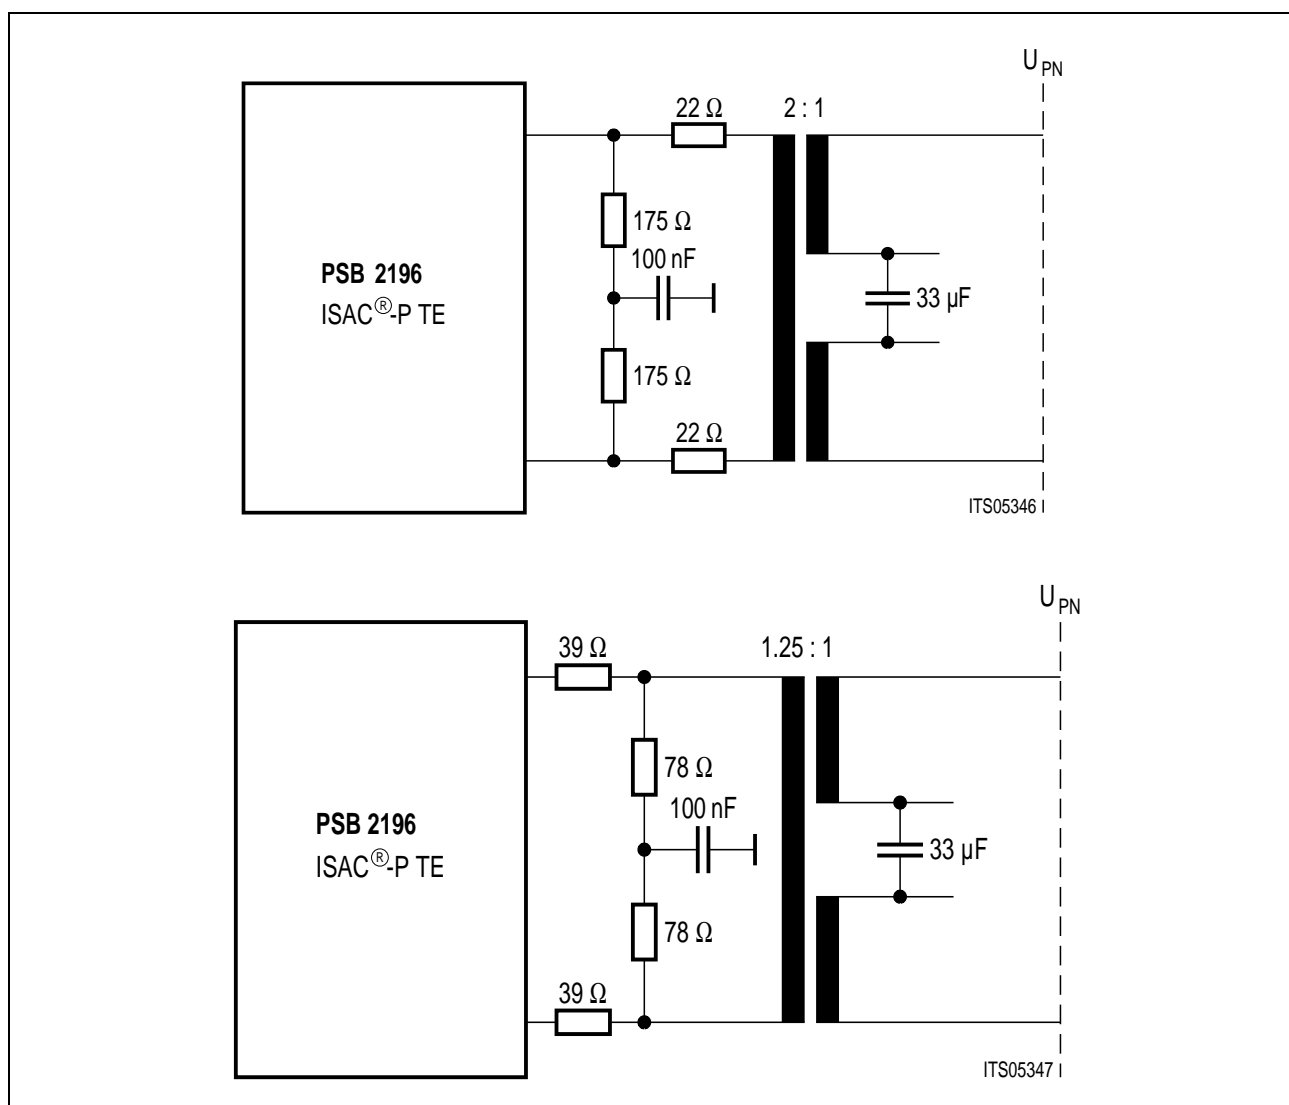 U PN
22 Ω
2 : 1
175 Ω
100 nF
PSB 2196
ISAC®-P TE
33 µF
175 Ω
22 Ω
ITS05346
U PN
39 Ω
1.25 : 1
78 Ω
100 nF
PSB 2196
ISAC®-P TE
33 µF
78 Ω
39 Ω
ITS05347